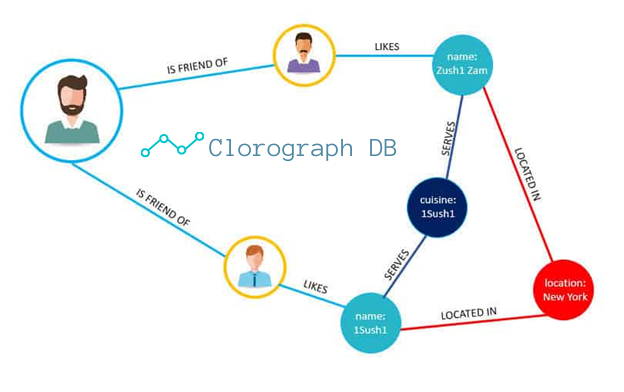 IS FRIEND OF
LIKES
name:
Zush1 Zam
Clorograph DB
SERVES
LOCATED IN
cuisine:
1Sush1
IS FRIEND OF
SERVES
location:
New York
LIKES
name:
1Sush1
LOCATED IN